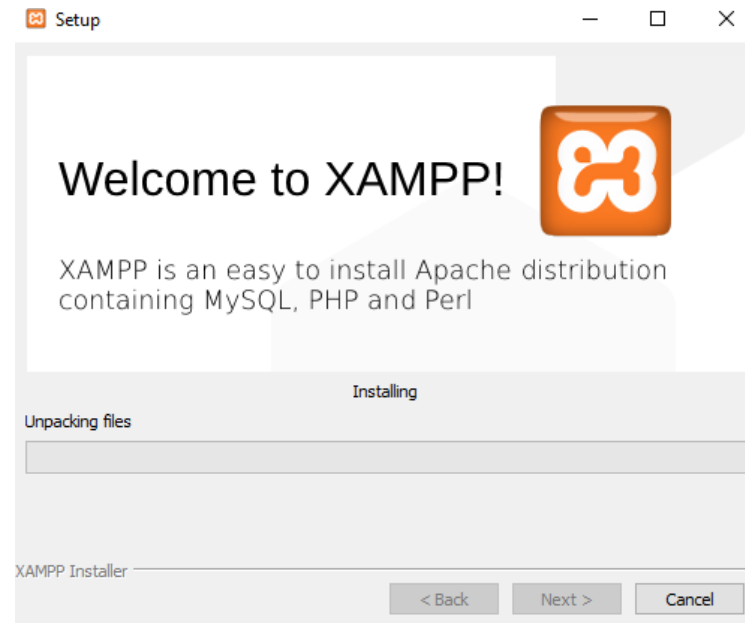 Setup
Welcome to XAMPP!
XAMPP is an easy to install Apache distribution
containing MySQL, PHP and Perl
Installing
Unpacking files
XAMPP Installer
< Back
Next >
Cancel